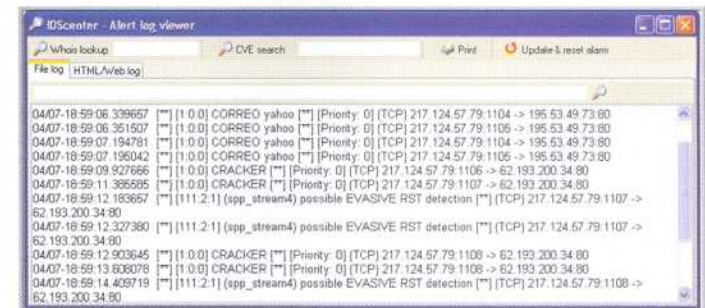 IDScenter - Alert log viewer
Whois lookup CVE search Print Update & reset alarm
File log HTML/Web log
04/07-18:59:06.339657 [**] [1:0:0] CORREO yahoo [**] [Priority: 0] {TCP} 217.124.57.79:1104 -> 195.53.49.73:80
04/07-18:59:06.351507 [**] [1:0:0] CORREO yahoo [**] [Priority: 0] {TCP} 217.124.57.79:1105 -> 195.53.49.73:80
04/07-18:59:07.194781 [**] [1:0:0] CORREO yahoo [**] [Priority: 0] {TCP} 217.124.57.79:1104 -> 195.53.49.73:80
04/07-18:59:07.195042 [**] [1:0:0] CORREO yahoo [**] [Priority: 0] {TCP} 217.124.57.79:1105 -> 195.53.49.73:80
04/07-18:59:09.927666 [**] [1:0:0] CRACKER [**] [Priority: 0] {TCP} 217.124.57.79:1106 -> 62.193.200.34:80
04/07-18:59:11.385585 [**] [1:0:0] CRACKER [**] [Priority: 0] {TCP} 217.124.57.79:1107 -> 62.193.200.34:80
04/07-18:59:12.183657 [**] [111:2:1] (spp_stream4) possible EVASIVE RST detection [**] {TCP} 217.124.57.79:1107 ->
62.193.200.34:80
04/07-18:59:12.327380 [**] [111:2:1] (spp_stream4) possible EVASIVE RST detection [**] {TCP} 217.124.57.79:1107 ->
62.193.200.34:80
04/07-18:59:12.903645 [**] [1:0:0] CRACKER [**] [Priority: 0] {TCP} 217.124.57.79:1108 -> 62.193.200.34:80
04/07-18:59:13.608078 [**] [1:0:0] CRACKER [**] [Priority: 0] {TCP} 217.124.57.79:1108 -> 62.193.200.34:80
04/07-18:59:14.409719 [**] [111:2:1] (spp_stream4) possible EVASIVE RST detection [**] {TCP} 217.124.57.79:1108 ->
62.193.200.34:80